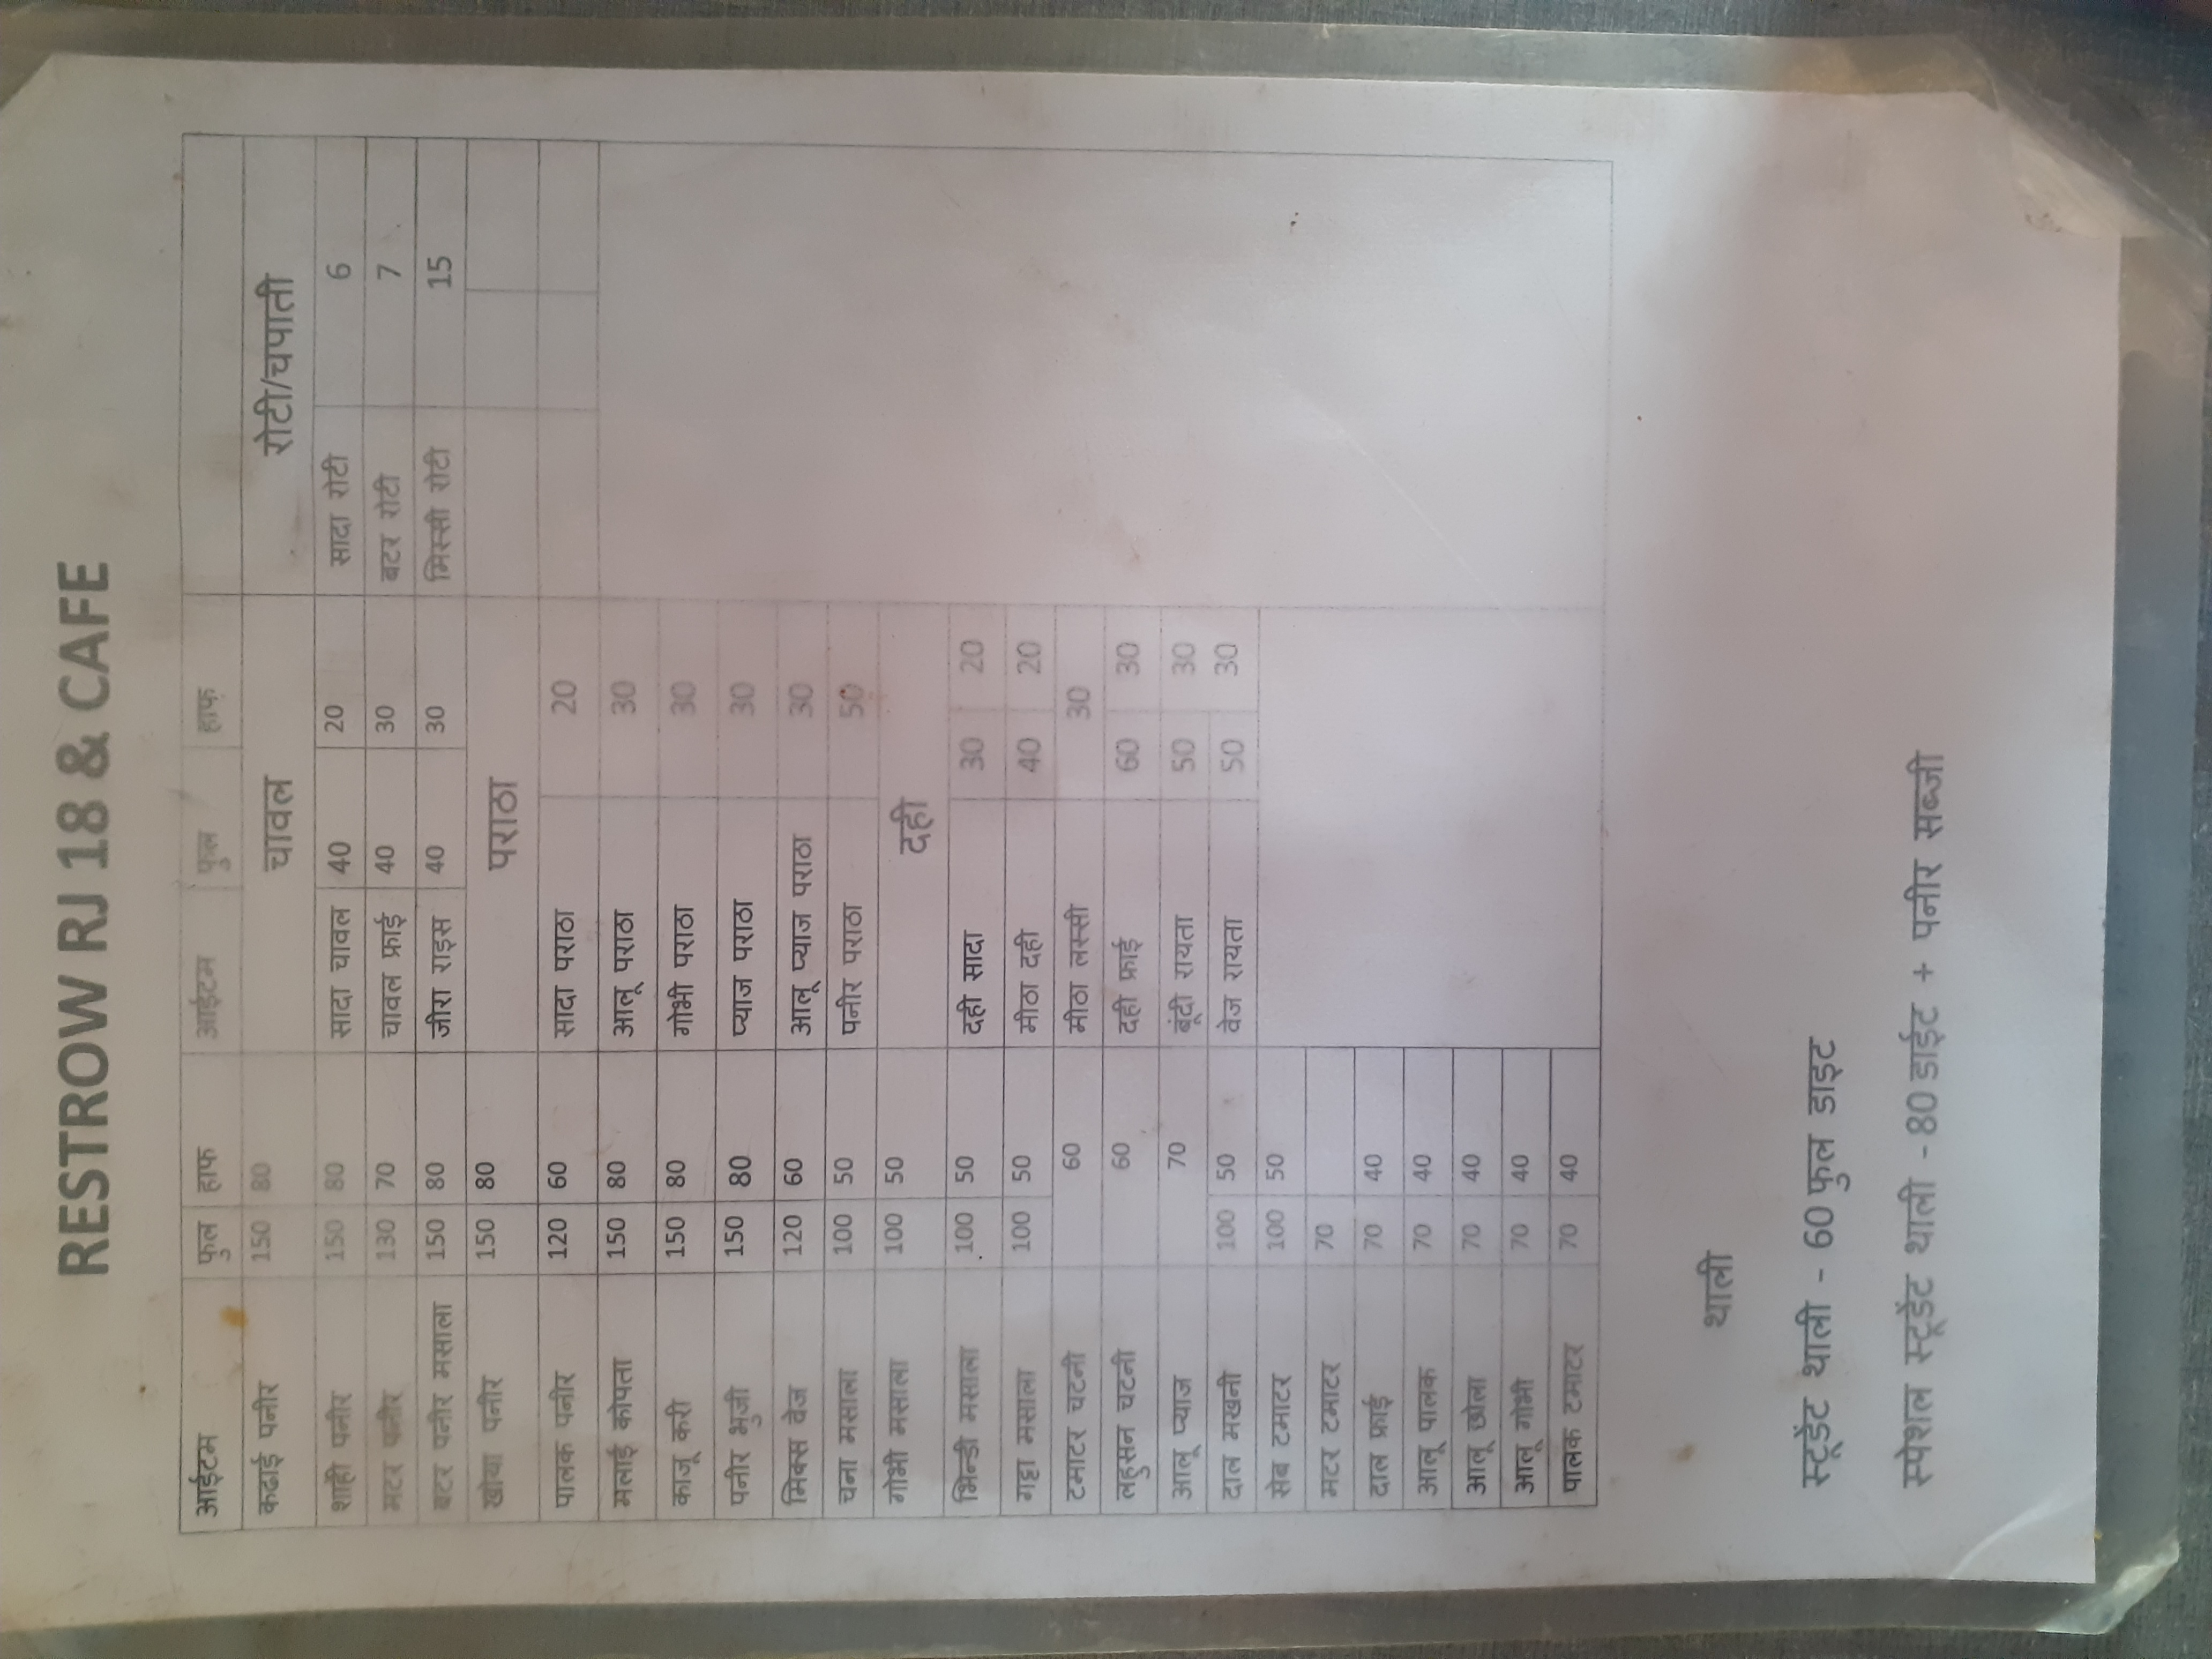 RESTROW RJ 18 & CAFE
आईटम फुल हाफ आईटम फुल हाफ
कढाई पनीर 150 80 चावल रोटी/चपाती
शाही पनीर 150 80 सादा चावल 40 20 सादा रोटी 6
मटर पनीर 130 70 चावल फ्राई 40 30 बटर रोटी 7
बटर पनीर मसाला 150 80 जीरा राइस 40 30 मिस्सी रोटी 15
खोया पनीर 150 80 पराठा
पालक पनीर 120 60 सादा पराठा 20
मलाई कोपता 150 80 आलू पराठा 30
काजू करी 150 80 गोभी पराठा 30
पनीर भुजी 150 80 प्याज पराठा 30
मिक्स वेज 120 60 आलू प्याज पराठा 30
चना मसाला 100 50 पनीर पराठा 50
गोभी मसाला 100 50 दही
भिन्डी मसाला 100 50 दही सादा 30 20
गट्टा मसाला 100 50 मीठा दही 40 20
टमाटर चटनी 60 मीठा लस्सी 30
लहुसन चटनी 60 दही फ्राई 60 30
आलू प्याज 70 बूंदी रायता 50 30
दाल मखनी 100 50 वेज रायता 50 30
सेब टमाटर 100 50
मटर टमाटर 70
दाल फ्राई 70 40
आलू पालक 70 40
आलू छोला 70 40
आलू गोभी 70 40
पालक टमाटर 70 40
थाली
स्टूडेंट थाली - 60 फुल डाइट
स्पेशल स्टूडेंट थाली - 80 डाईट + पनीर सब्जी